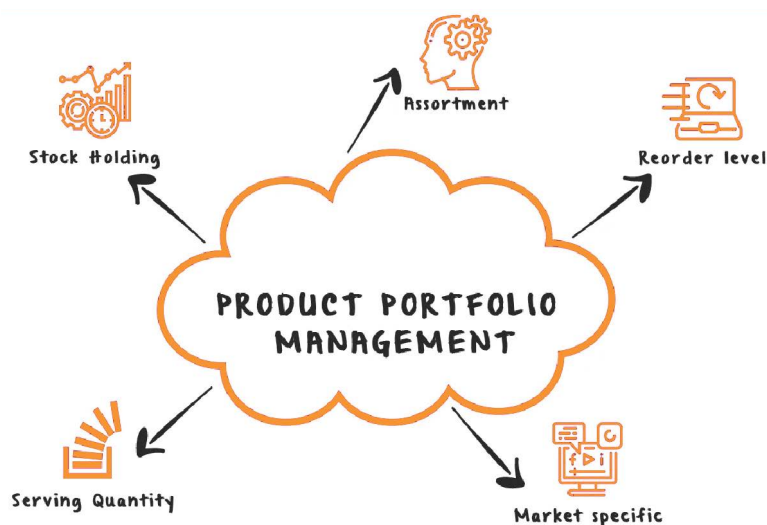 Assortment
Stock Holding
Reorder level
PRODUCT PORTFOLIO
MANAGEMENT
Serving Quantity
Market specific